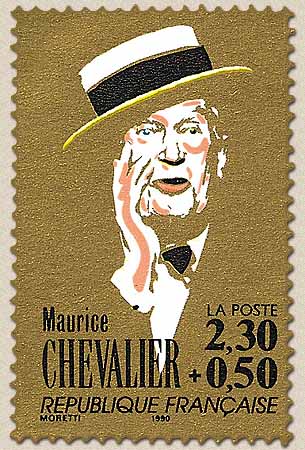 LA POSTE
Maurice 2,30
CHEVALIER +0,50
REPUBLIQUE FRANÇAISE
MORETTI 1990